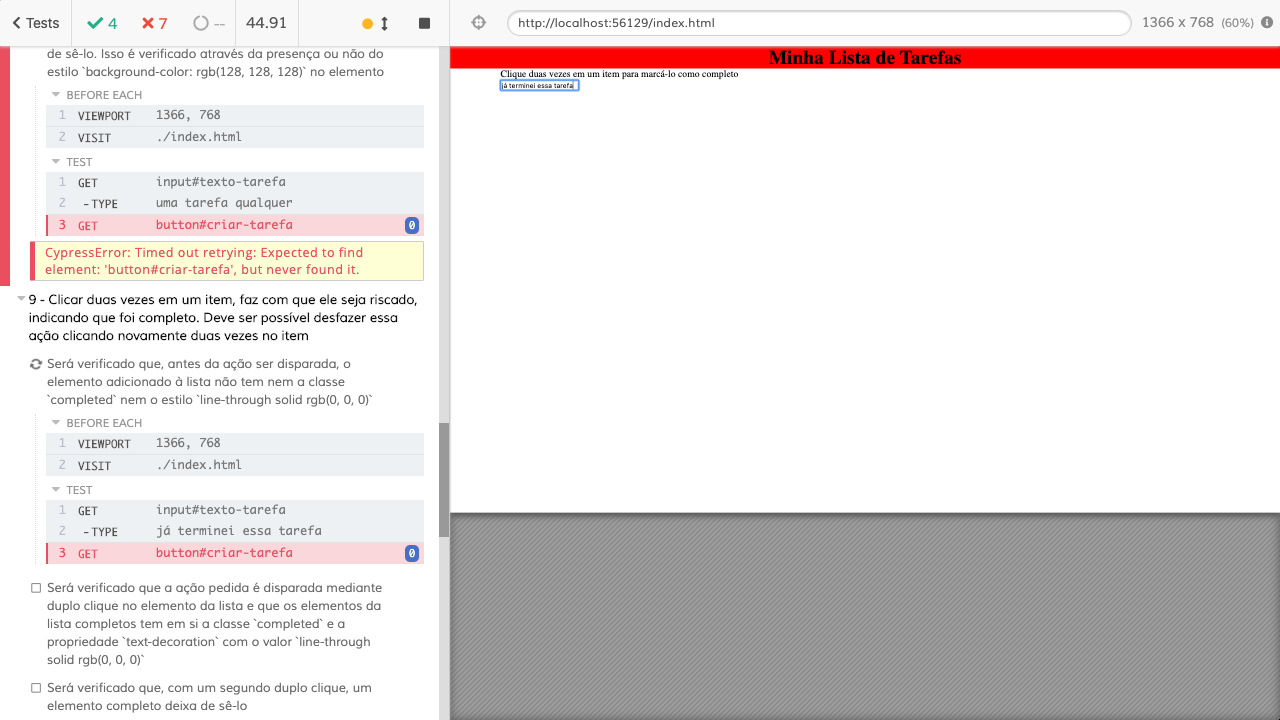 Tests
4
7
--
44.91
http://localhost:56129/index.html
1366 x 768 (60%)
de sê-lo. Isso é verificado através da presença ou não do
estilo `background-color: rgb(128, 128, 128)` no elemento
BEFORE EACH
1 VIEWPORT 1366, 768
2 VISIT ./index.html
TEST
1 GET input#texto-tarefa
2 -TYPE uma tarefa qualquer
3 GET button#criar-tarefa 0
CypressError: Timed out retrying: Expected to find
element: 'button#criar-tarefa', but never found it.
9 - Clicar duas vezes em um item, faz com que ele seja riscado,
indicando que foi completo. Deve ser possível desfazer essa
ação clicando novamente duas vezes no item
Será verificado que, antes da ação ser disparada, o
elemento adicionado à lista não tem nem a classe
`completed` nem o estilo `line-through solid rgb(0, 0, 0)`
BEFORE EACH
1 VIEWPORT 1366, 768
2 VISIT ./index.html
TEST
1 GET input#texto-tarefa
2 -TYPE já terminei essa tarefa
3 GET button#criar-tarefa 0
Será verificado que a ação pedida é disparada mediante
duplo clique no elemento da lista e que os elementos da
lista completos tem em si a classe `completed` e a
propriedade `text-decoration` com o valor `line-through
solid rgb(0, 0, 0)`
Será verificado que, com um segundo duplo clique, um
elemento completo deixa de sê-lo
Minha Lista de Tarefas
Clique duas vezes em um item para marcá-lo como completo
já terminei essa tarefa